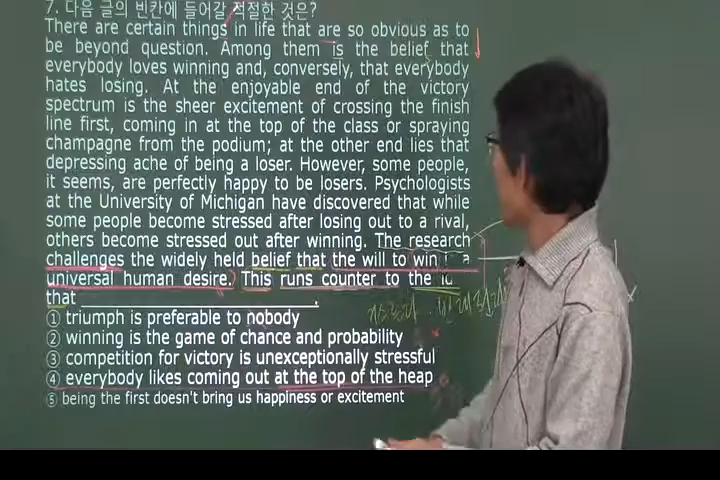 7. 다음 글의 빈칸에 들어갈 적절한 것은?
There are certain things in life that are so obvious as to
be beyond question. Among them is the belief that
everybody loves winning and, conversely, that everybody
hates losing. At the enjoyable end of the victory
spectrum is the sheer excitement of crossing the finish
line first, coming in at the top of the class or spraying
champagne from the podium; at the other end lies that
depressing ache of being a loser. However, some people,
it seems, are perfectly happy to be losers. Psychologists
at the University of Michigan have discovered that while
some people become stressed after losing out to a rival,
others become stressed out after winning. The research
challenges the widely held belief that the will to win a
universal human desire. This runs counter to the
that
① triumph is preferable to nobody
② winning is the game of chance and probability
③ competition for victory is unexceptionally stressful
④ everybody likes coming out at the top of the heap
⑤ being the first doesn't bring us happiness or excitement